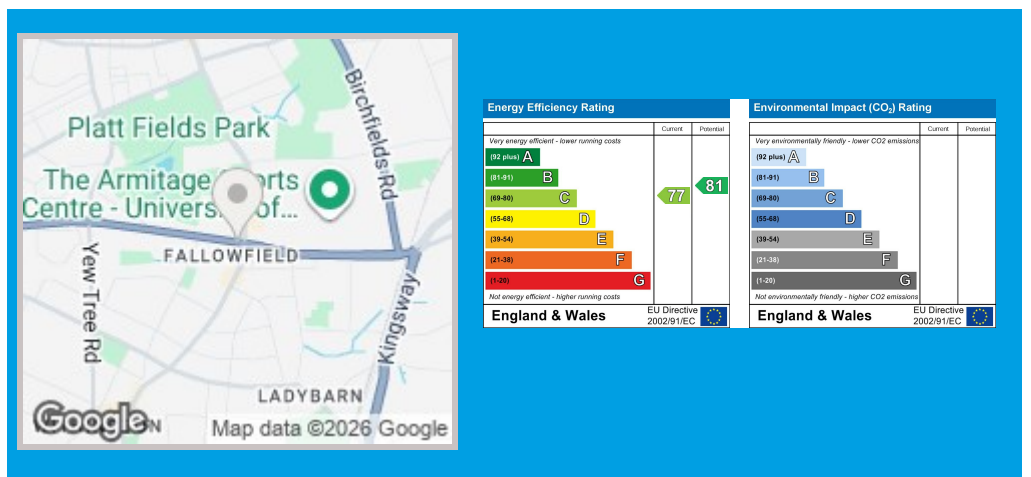 Birchfields Rd
Platt Fields Park
The Armitage
Centre - Univers
of...
FALLOWFIELD
Yew Tree Rd
Kingsway
LADYBARN
Google
Map data ©2026 Google
Energy Efficiency Rating
Current Potential
Very energy efficient - lower running costs
(92 plus) A
(81-91) B
(69-80) C
(55-68) D
(39-54) E
(21-38) F
(1-20) G
77
81
Not energy efficient - higher running costs
England & Wales
EU Directive
2002/91/EC
Environmental Impact (CO₂) Rating
Current Potential
Very environmentally friendly - lower CO2 emissions
(92 plus) A
(81-91) B
(69-80) C
(55-68) D
(39-54) E
(21-38) F
(1-20) G
Not environmentally friendly - higher CO2 emissions
England & Wales
EU Directive
2002/91/EC